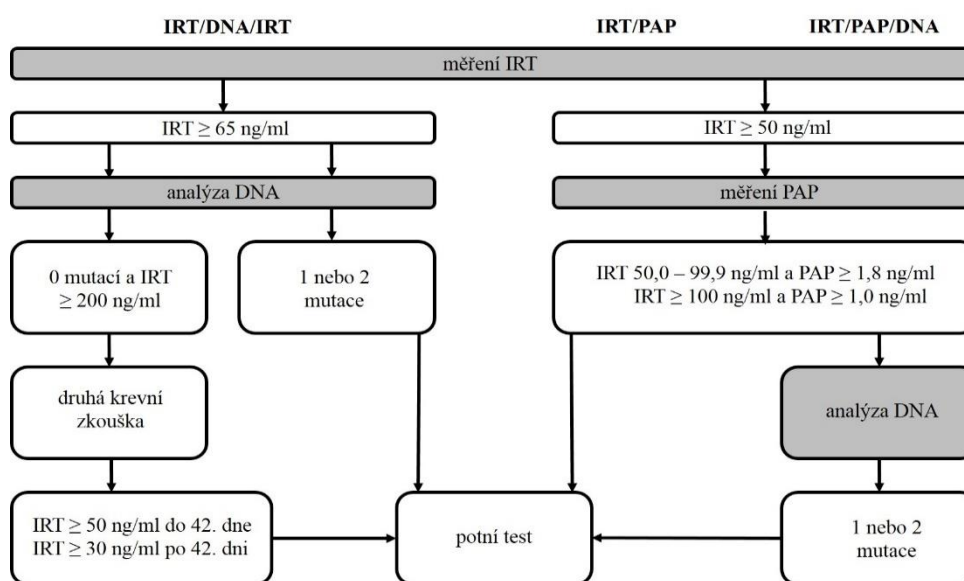 IRT/DNA/IRT
IRT/PAP
IRT/PAP/DNA
měření IRT
IRT ≥ 65 ng/ml
IRT ≥ 50 ng/ml
analýza DNA
měření PAP
0 mutací a IRT
≥ 200 ng/ml
1 nebo 2
mutace
IRT 50,0 – 99,9 ng/ml a PAP ≥ 1,8 ng/ml
IRT ≥ 100 ng/ml a PAP ≥ 1,0 ng/ml
druhá krevní
zkouška
analýza DNA
IRT ≥ 50 ng/ml do 42. dne
IRT ≥ 30 ng/ml po 42. dni
potní test
1 nebo 2
mutace